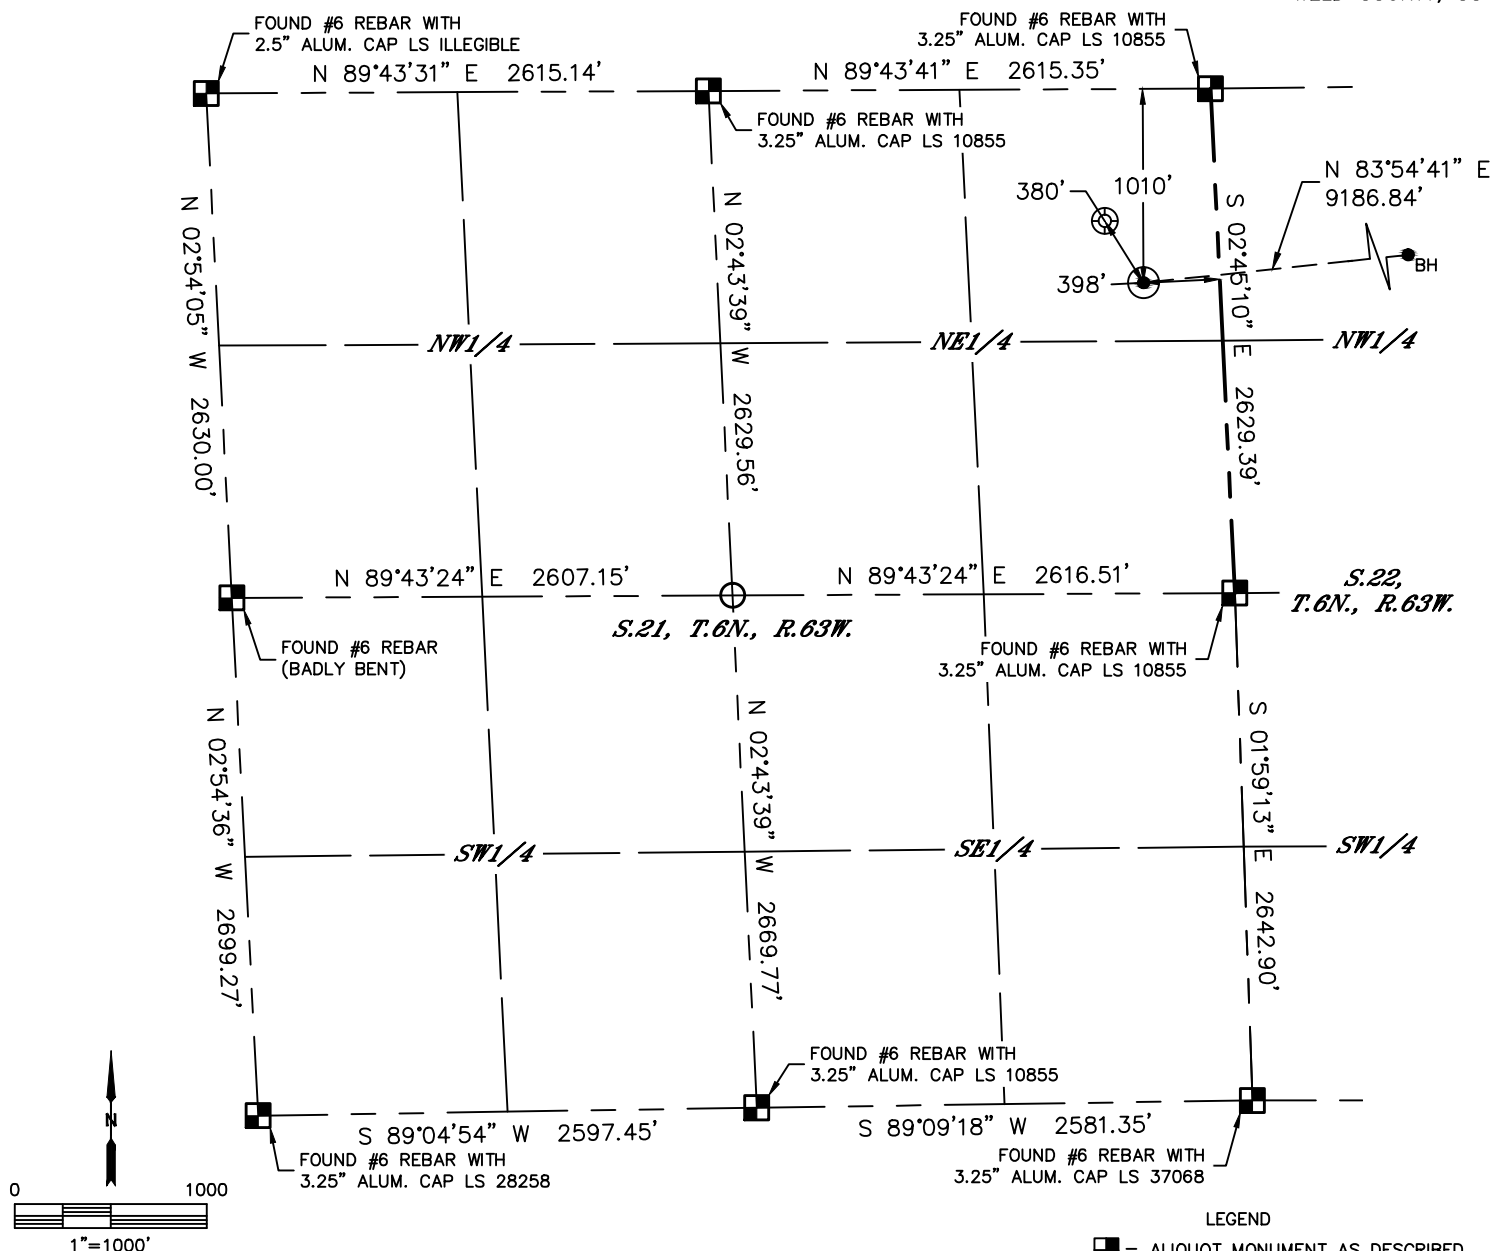 FOUND #6 REBAR WITH
2.5" ALUM. CAP LS ILLEGIBLE
N 89°43'31" E 2615.14'
FOUND #6 REBAR WITH
3.25" ALUM. CAP LS 10855
N 89°43'41" E 2615.35'
FOUND #6 REBAR WITH
3.25" ALUM. CAP LS 10855
N 83°54'41" E
9186.84'
380'
1010'
398'
BH
N 02°54'05" W 2630.00'
N 02°43'39" W 2629.56'
S 02°45'10" E 2629.39'
NW1/4
NE1/4
NW1/4
N 89°43'24" E 2607.15'
N 89°43'24" E 2616.51'
S.22,
T.6N., R.63W.
S.21, T.6N., R.63W.
FOUND #6 REBAR
(BADLY BENT)
FOUND #6 REBAR WITH
3.25" ALUM. CAP LS 10855
N 02°54'36" W 2699.27'
N 02°43'39" W 2669.77'
S 01°59'13" E 2642.90'
SW1/4
SE1/4
SW1/4
FOUND #6 REBAR WITH
3.25" ALUM. CAP LS 10855
S 89°04'54" W 2597.45'
S 89°09'18" W 2581.35'
FOUND #6 REBAR WITH
3.25" ALUM. CAP LS 28258
FOUND #6 REBAR WITH
3.25" ALUM. CAP LS 37068
N
0 1000
1"=1000'
LEGEND
= ALIQUOT MONUMENT AS DESCRIBED